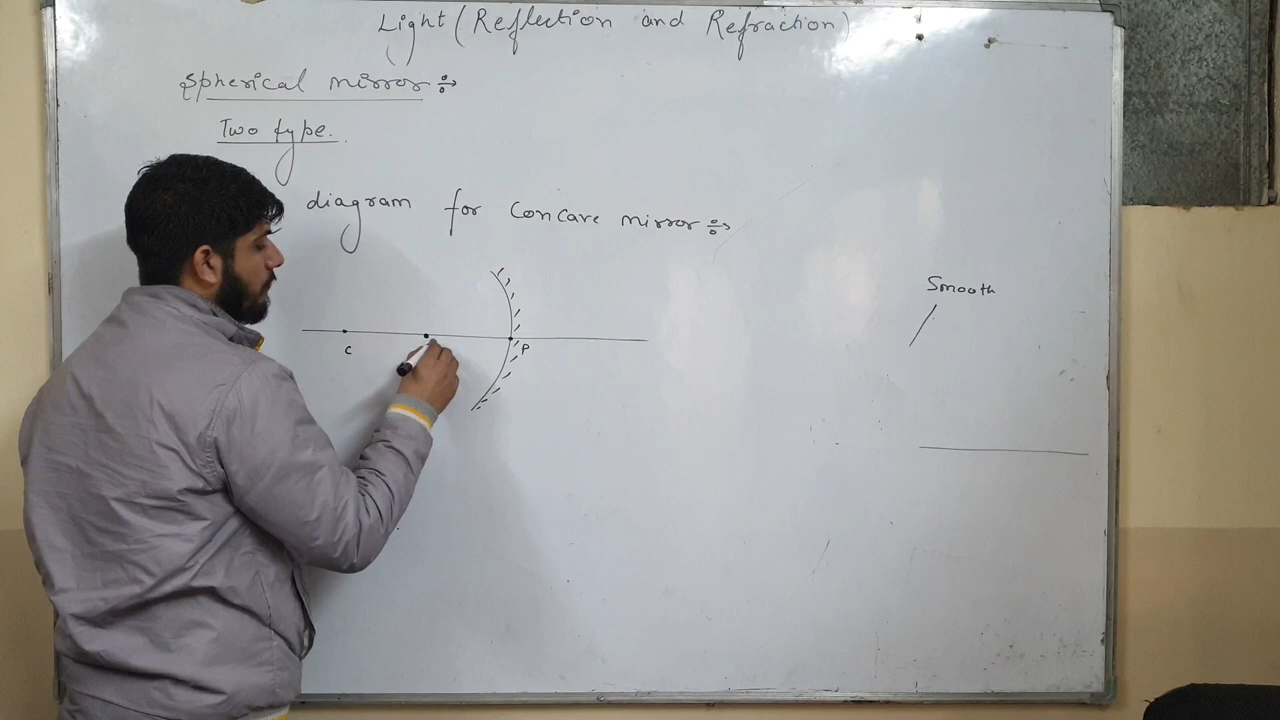 Light (Reflection and Refraction)
Spherical mirror ÷>
Two type.
diagram for Concave mirror ÷>
Smooth
C
P